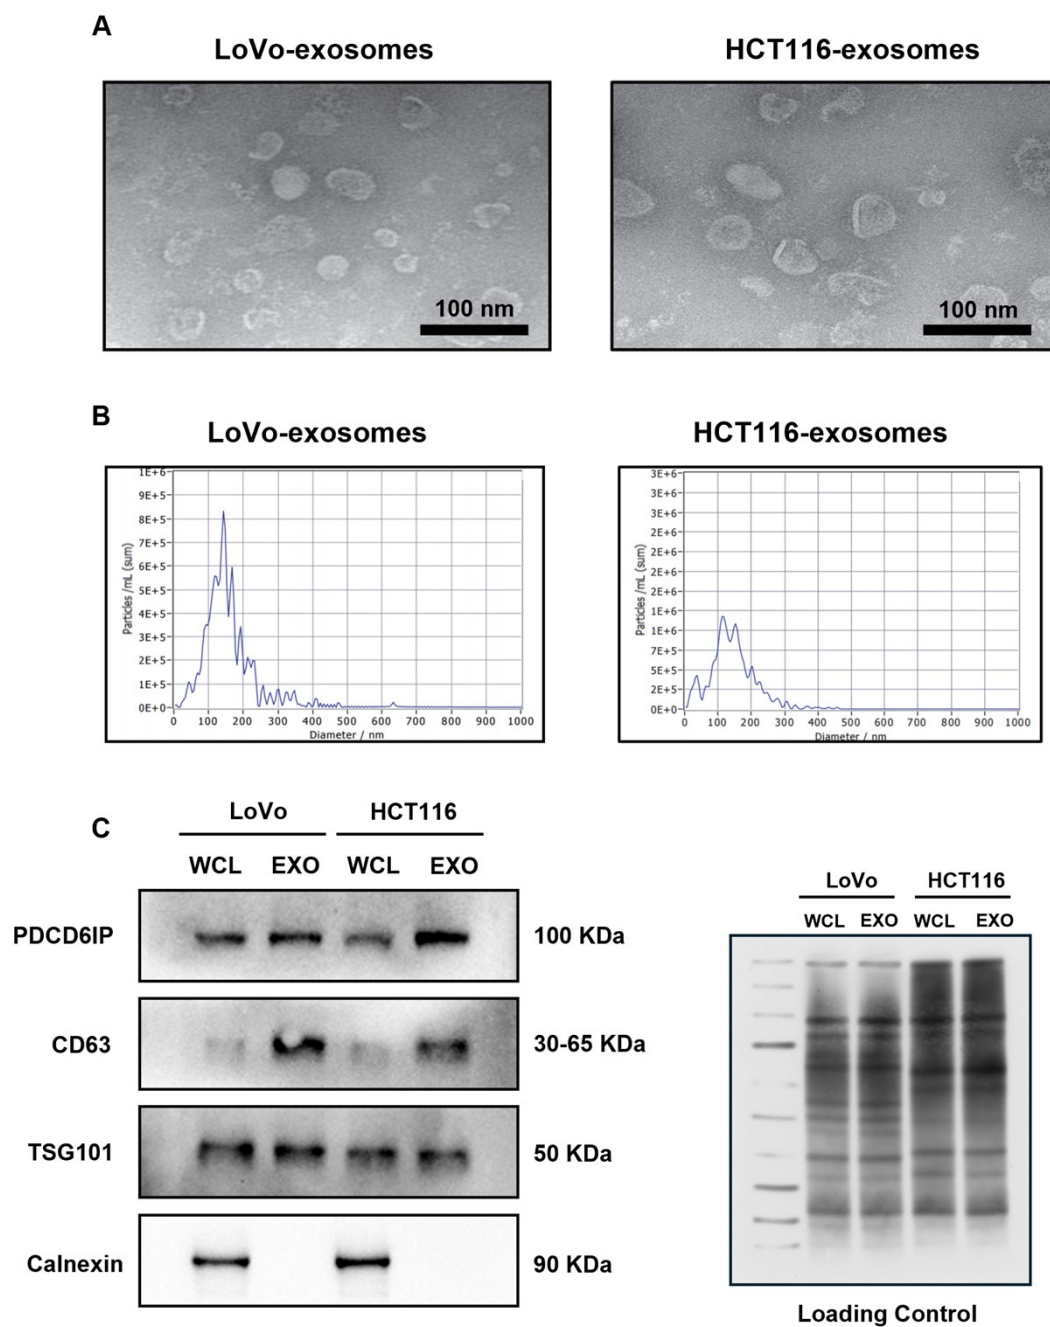 A
LoVo-exosomes
HCT116-exosomes
100 nm
100 nm
B
LoVo-exosomes
HCT116-exosomes
1E+6
9E+5
8E+5
7E+5
6E+5
5E+5
4E+5
3E+5
2E+5
1E+5
0E+0
Particles /mL (sum)
0 100 200 300 400 500 600 700 800 900 1000
Diameter / nm
3E+6
3E+6
3E+6
2E+6
2E+6
2E+6
1E+6
1E+6
1E+6
7E+5
5E+5
2E+5
0E+0
Particles /mL (sum)
0 100 200 300 400 500 600 700 800 900 1000
Diameter / nm
C
LoVo HCT116
WCL EXO WCL EXO
PDCD6IP 100 KDa
CD63 30-65 KDa
TSG101 50 KDa
Calnexin 90 KDa
LoVo HCT116
WCL EXO WCL EXO
Loading Control